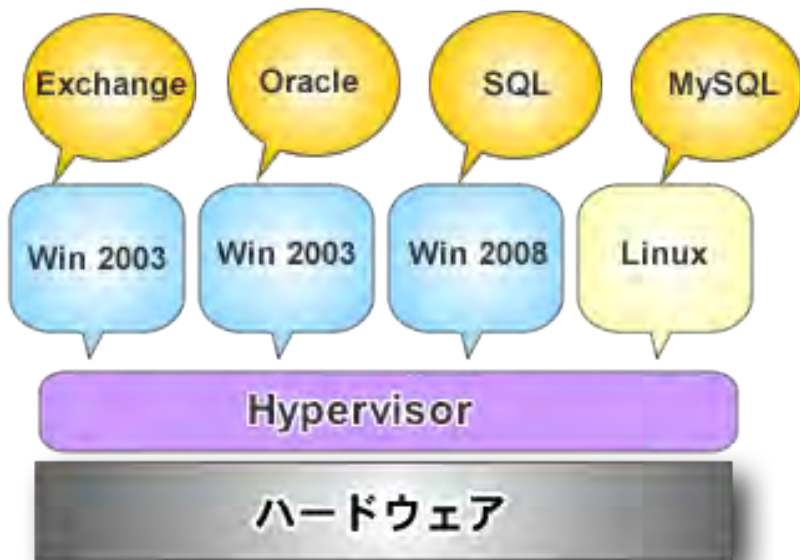 Exchange
Oracle
SQL
MySQL
Win 2003
Win 2003
Win 2008
Linux
Hypervisor
ハードウェア